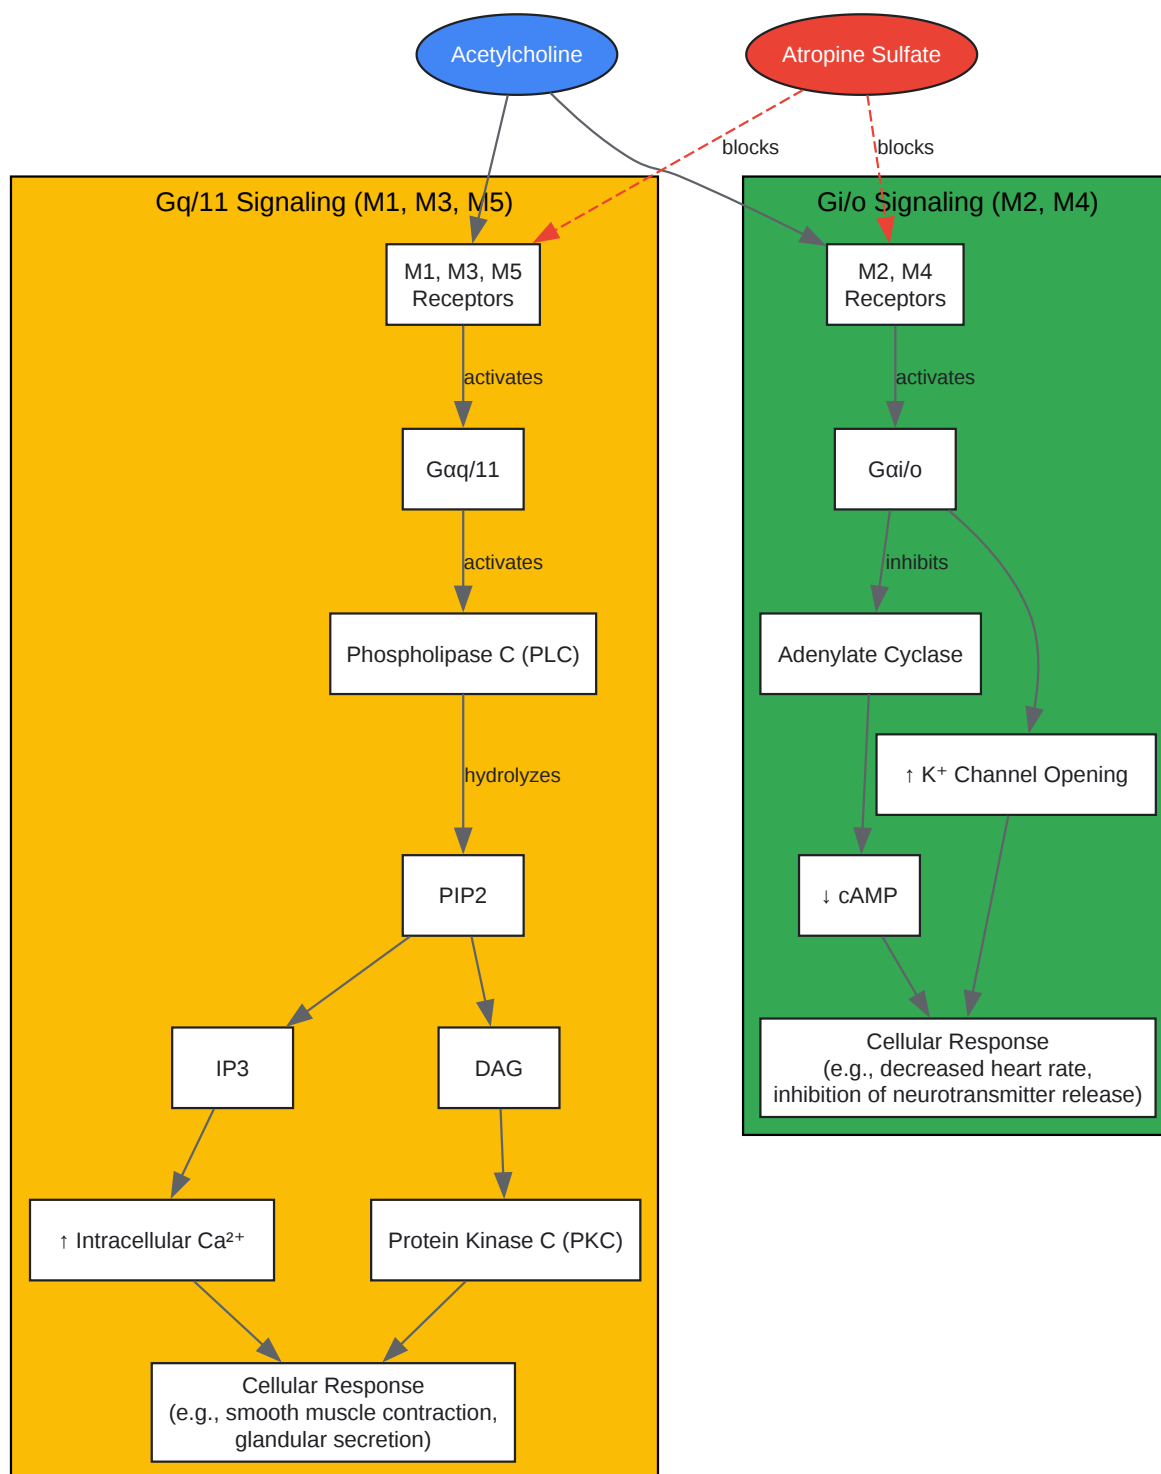 Acetylcholine
Atropine Sulfate
blocks
blocks
Gq/11 Signaling (M1, M3, M5)
Gi/o Signaling (M2, M4)
M1, M3, M5
Receptors
M2, M4
Receptors
activates
activates
Gαq/11
Gαi/o
activates
inhibits
Phospholipase C (PLC)
Adenylate Cyclase
hydrolyzes
↑ K⁺ Channel Opening
PIP2
↓ cAMP
IP3
DAG
Cellular Response
(e.g., decreased heart rate,
inhibition of neurotransmitter release)
↑ Intracellular Ca²⁺
Protein Kinase C (PKC)
Cellular Response
(e.g., smooth muscle contraction,
glandular secretion)